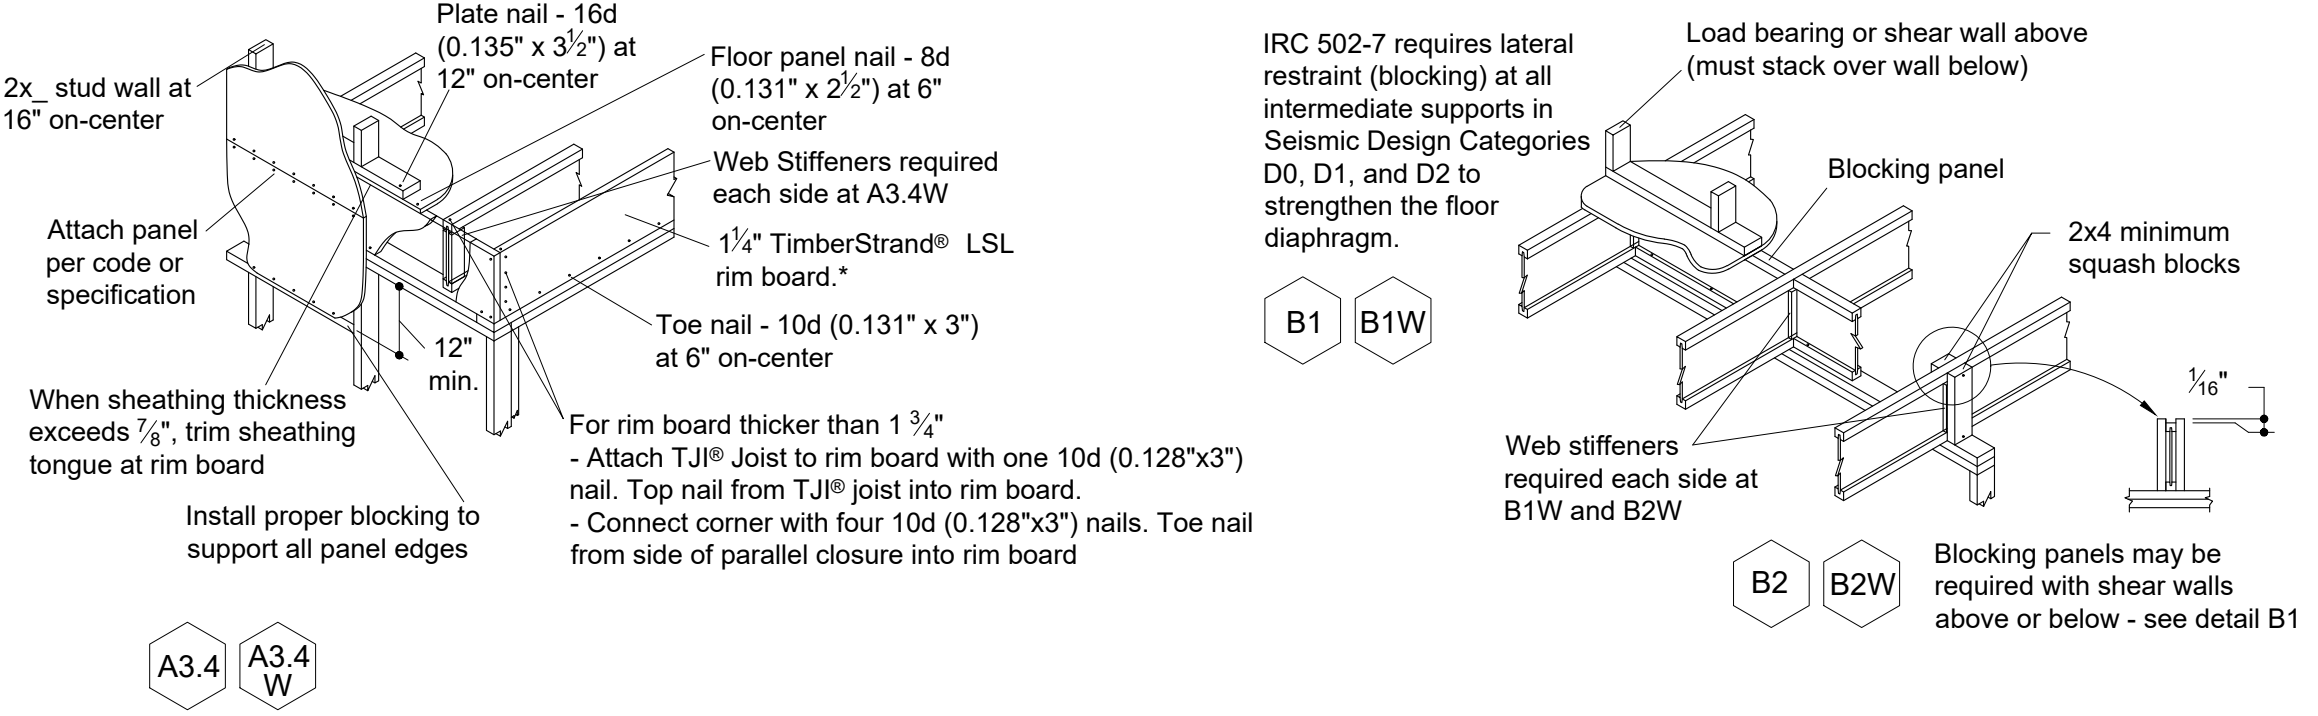 Plate nail - 16d
(0.135" x 3½") at
12" on-center
2x_ stud wall at
16" on-center
Floor panel nail - 8d
(0.131" x 2½") at 6"
on-center
Web Stiffeners required
each side at A3.4W
Attach panel
per code or
specification
1¼" TimberStrand® LSL
rim board.*
Toe nail - 10d (0.131" x 3")
at 6" on-center
12"
min.
When sheathing thickness
exceeds ⅞", trim sheathing
tongue at rim board
For rim board thicker than 1 ¾"
- Attach TJI® Joist to rim board with one 10d (0.128"x3")
nail. Top nail from TJI® joist into rim board.
- Connect corner with four 10d (0.128"x3") nails. Toe nail
from side of parallel closure into rim board
Install proper blocking to
support all panel edges
A3.4
A3.4
W
IRC 502-7 requires lateral
restraint (blocking) at all
intermediate supports in
Seismic Design Categories
D0, D1, and D2 to
strengthen the floor
diaphragm.
Load bearing or shear wall above
(must stack over wall below)
Blocking panel
2x4 minimum
squash blocks
B1
B1W
1⁄16"
Web stiffeners
required each side at
B1W and B2W
B2
B2W
Blocking panels may be
required with shear walls
above or below - see detail B1